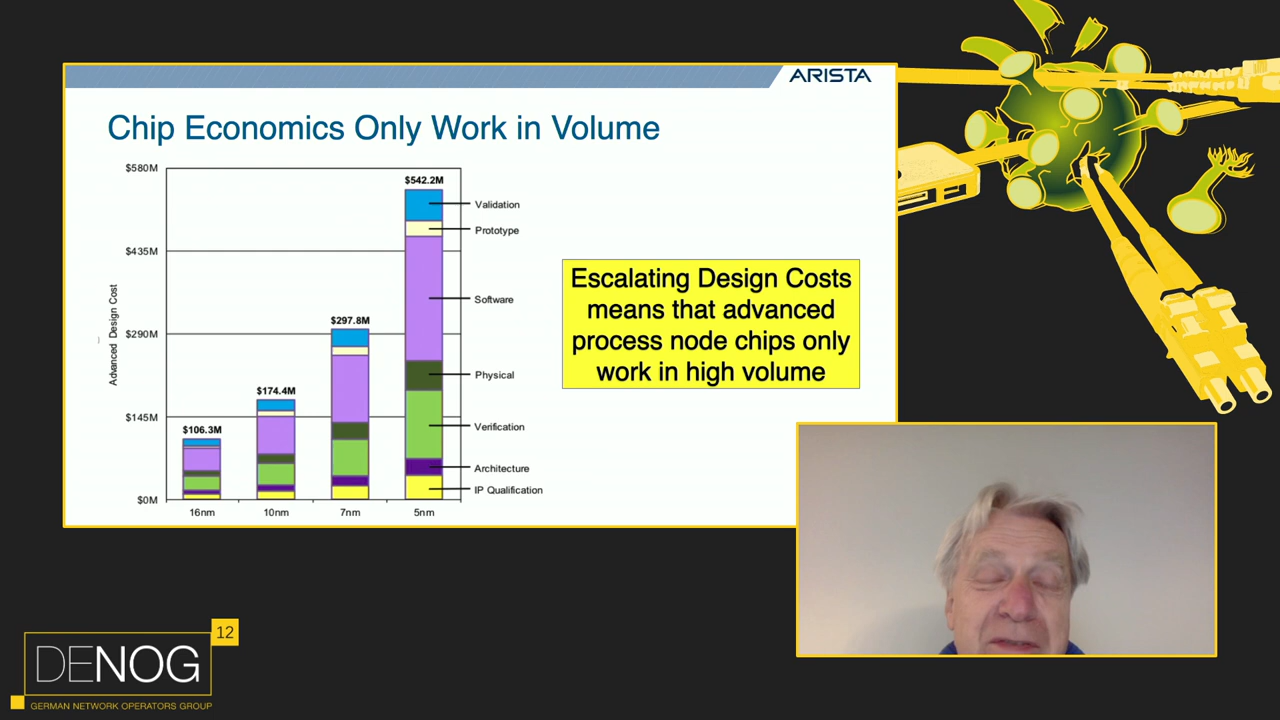 ARISTA
Chip Economics Only Work in Volume
$580M
$435M
$290M
$145M
$0M
Advanced Design Cost
$106.3M
$174.4M
$297.8M
$542.2M
16nm
10nm
7nm
5nm
Validation
Prototype
Software
Physical
Verification
Architecture
IP Qualification
Escalating Design Costs
means that advanced
process node chips only
work in high volume
12
DENOG
GERMAN NETWORK OPERATORS GROUP